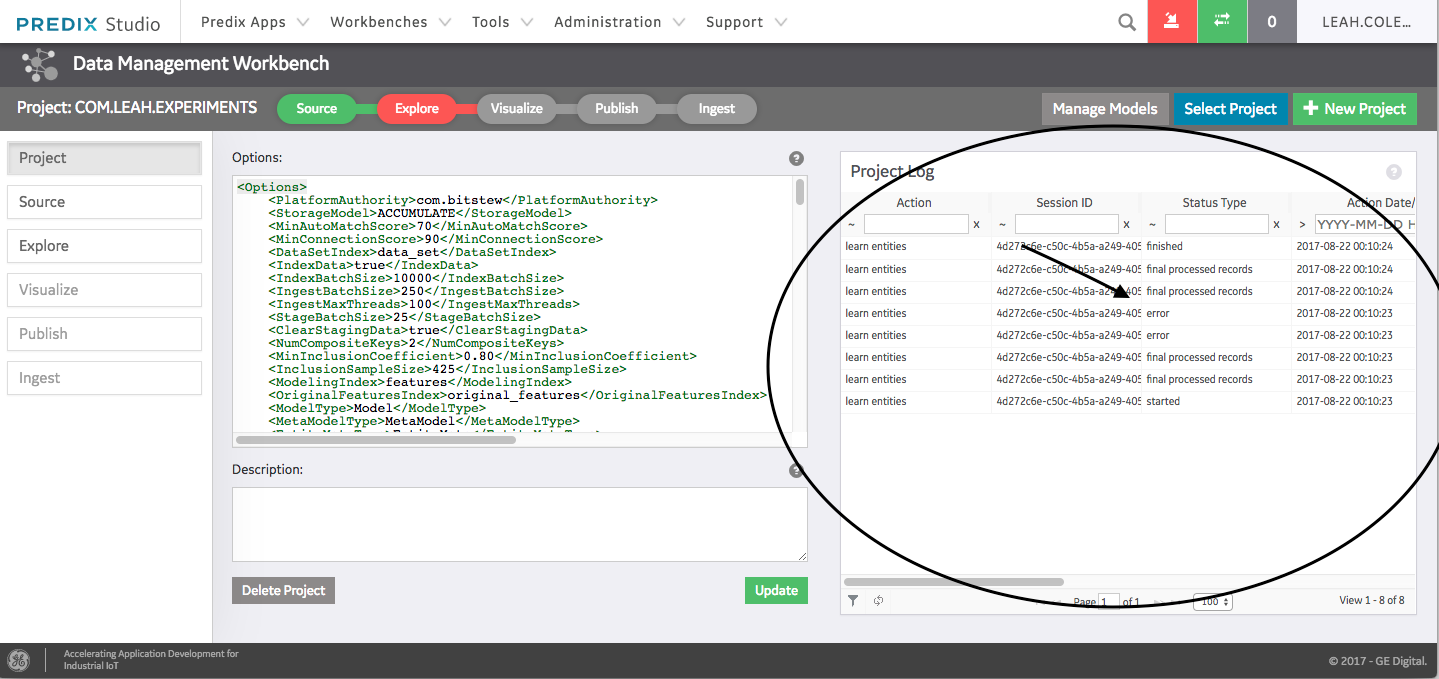 PREDIX Studio
Predix Apps
Workbenches
Tools
Administration
Support
0
LEAH.COLE...
Data Management Workbench
Project: COM.LEAH.EXPERIMENTS
Source
Explore
Visualize
Publish
Ingest
Manage Models
Select Project
+ New Project
Project
Source
Explore
Visualize
Publish
Ingest
Options:
?
<Options>
<PlatformAuthority>com.bitstew</PlatformAuthority>
<StorageModel>ACCUMULATE</StorageModel>
<MinAutoMatchScore>70</MinAutoMatchScore>
<MinConnectionScore>90</MinConnectionScore>
<DataSetIndex>data_set</DataSetIndex>
<IndexData>true</IndexData>
<IndexBatchSize>10000</IndexBatchSize>
<IngestBatchSize>250</IngestBatchSize>
<IngestMaxThreads>100</IngestMaxThreads>
<StageBatchSize>25</StageBatchSize>
<ClearStagingData>true</ClearStagingData>
<NumCompositeKeys>2</NumCompositeKeys>
<MinInclusionCoefficient>0.80</MinInclusionCoefficient>
<InclusionSampleSize>425</InclusionSampleSize>
<ModelingIndex>features</ModelingIndex>
<OriginalFeaturesIndex>original_features</OriginalFeaturesIndex>
<ModelType>Model</ModelType>
<MetaModelType>MetaModel</MetaModelType>
Description:
?
Delete Project
Update
Project Log
?
Action Session ID Status Type Action Date/
~ x ~ x ~ x > YYYY-MM-DD H
learn entities 4d272c6e-c50c-4b5a-a249-405 finished 2017-08-22 00:10:24
learn entities 4d272c6e-c50c-4b5a-a249-405 final processed records 2017-08-22 00:10:24
learn entities 4d272c6e-c50c-4b5a-a249-405 final processed records 2017-08-22 00:10:24
learn entities 4d272c6e-c50c-4b5a-a249-405 error 2017-08-22 00:10:23
learn entities 4d272c6e-c50c-4b5a-a249-405 error 2017-08-22 00:10:23
learn entities 4d272c6e-c50c-4b5a-a249-405 final processed records 2017-08-22 00:10:23
learn entities 4d272c6e-c50c-4b5a-a249-405 final processed records 2017-08-22 00:10:23
learn entities 4d272c6e-c50c-4b5a-a249-405 started 2017-08-22 00:10:23
Page 1 of 1
100
View 1 - 8 of 8
Accelerating Application Development for
Industrial IoT
© 2017 - GE Digital.